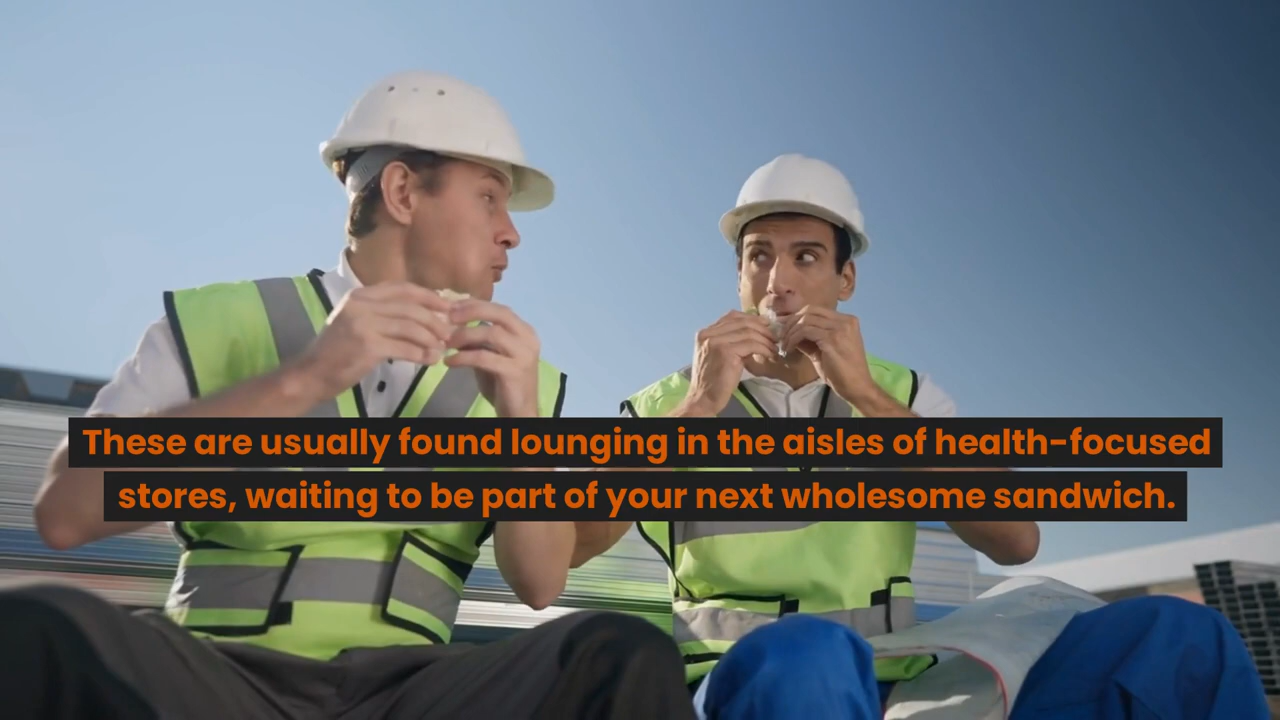 These are usually found lounging in the aisles of health-focused
stores, waiting to be part of your next wholesome sandwich.